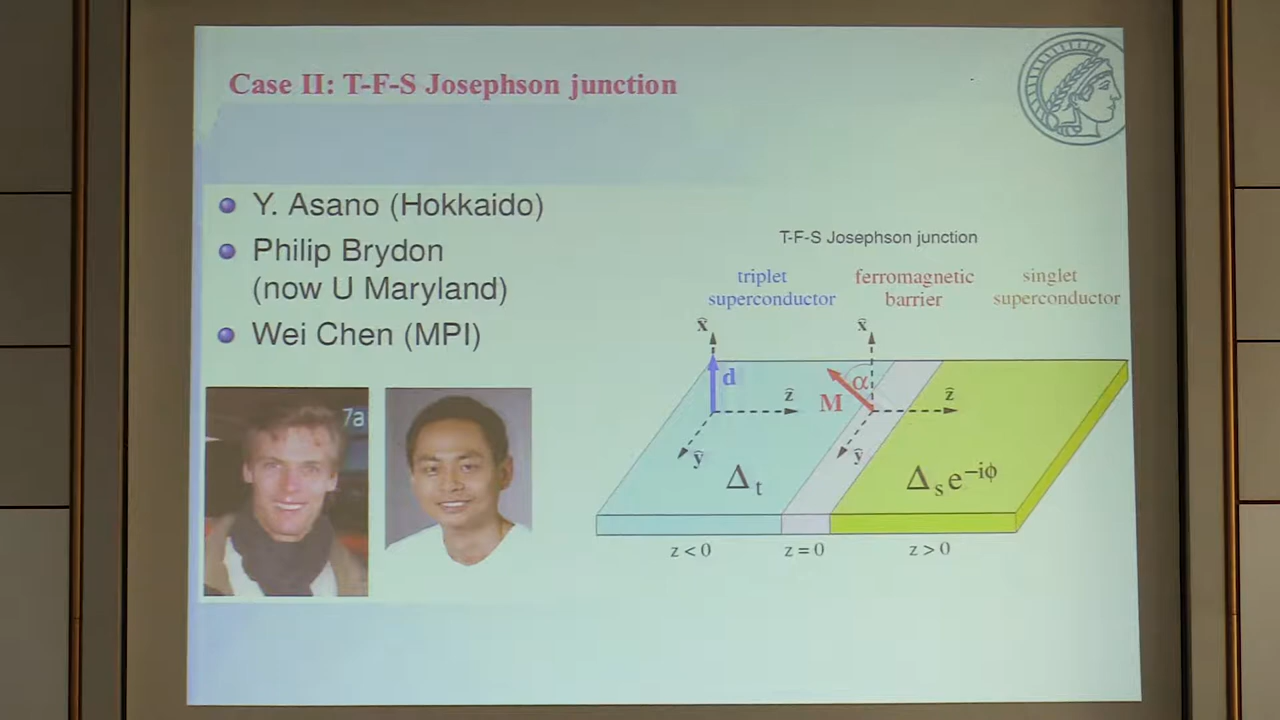 Case II: T-F-S Josephson junction
Y. Asano (Hokkaido)
Philip Brydon
(now U Maryland)
Wei Chen (MPI)
7a
T-F-S Josephson junction
triplet
superconductor
ferromagnetic
barrier
singlet
superconductor
x̂
d
ẑ
ŷ
Δt
x̂
α
M
ẑ
ŷ
Δs e−iϕ
z < 0
z = 0
z > 0